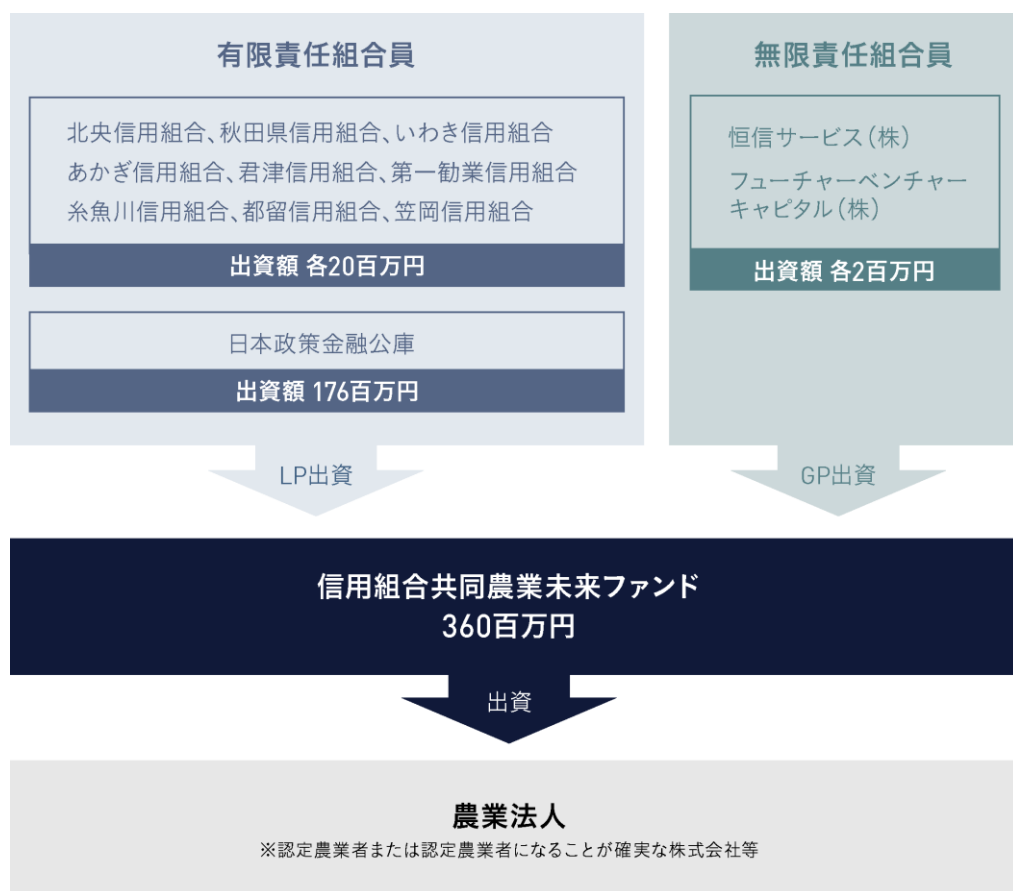 有限責任組合員
北央信用組合、秋田県信用組合、いわき信用組合
あかぎ信用組合、君津信用組合、第一勧業信用組合
糸魚川信用組合、都留信用組合、笠岡信用組合
出資額 各20百万円
日本政策金融公庫
出資額 176百万円
LP出資
無限責任組合員
恒信サービス（株）
フューチャーベンチャー
キャピタル（株）
出資額 各2百万円
GP出資
信用組合共同農業未来ファンド
360百万円
出資
農業法人
※認定農業者または認定農業者になることが確実な株式会社等